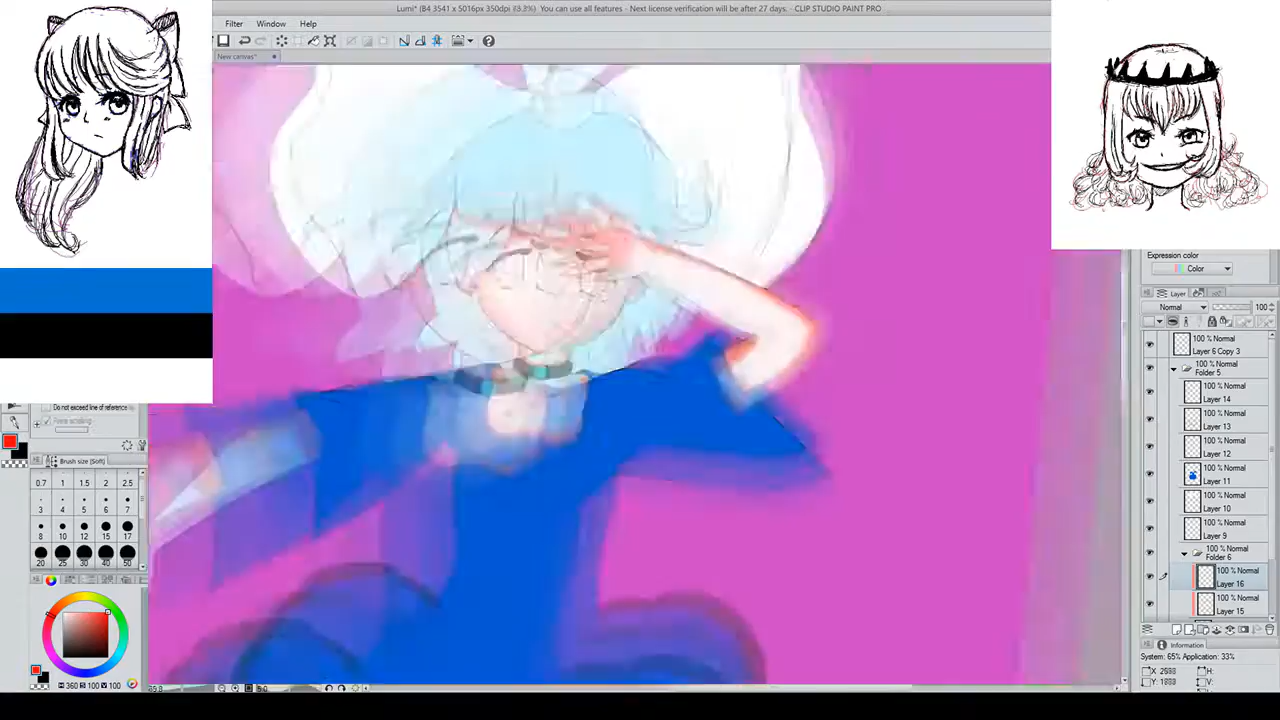 Lumi* (B4 3541 x 5016px 350dpi 83.3%) You can use all features - Next license verification will be after 27 days. - CLIP STUDIO PAINT PRO
Filter Window Help
New canvas*
Expression color
Color
Layer
Normal 100
100 % Normal
Layer 6 Copy 3
100 % Normal
Folder 5
100 % Normal
Layer 14
100 % Normal
Layer 13
100 % Normal
Layer 12
100 % Normal
Layer 11
100 % Normal
Layer 10
100 % Normal
Layer 9
100 % Normal
Folder 6
100 % Normal
Layer 16
100 % Normal
Layer 15
Information
System: 65% Application: 33%
Do not exceed line of reference
Area scaling
Brush size [Soft]
0.7 1 1.5 2 2.5
3 4 5 6 7
8 10 12 15 17
20 25 30 40 50
H 360 S 100 V 100